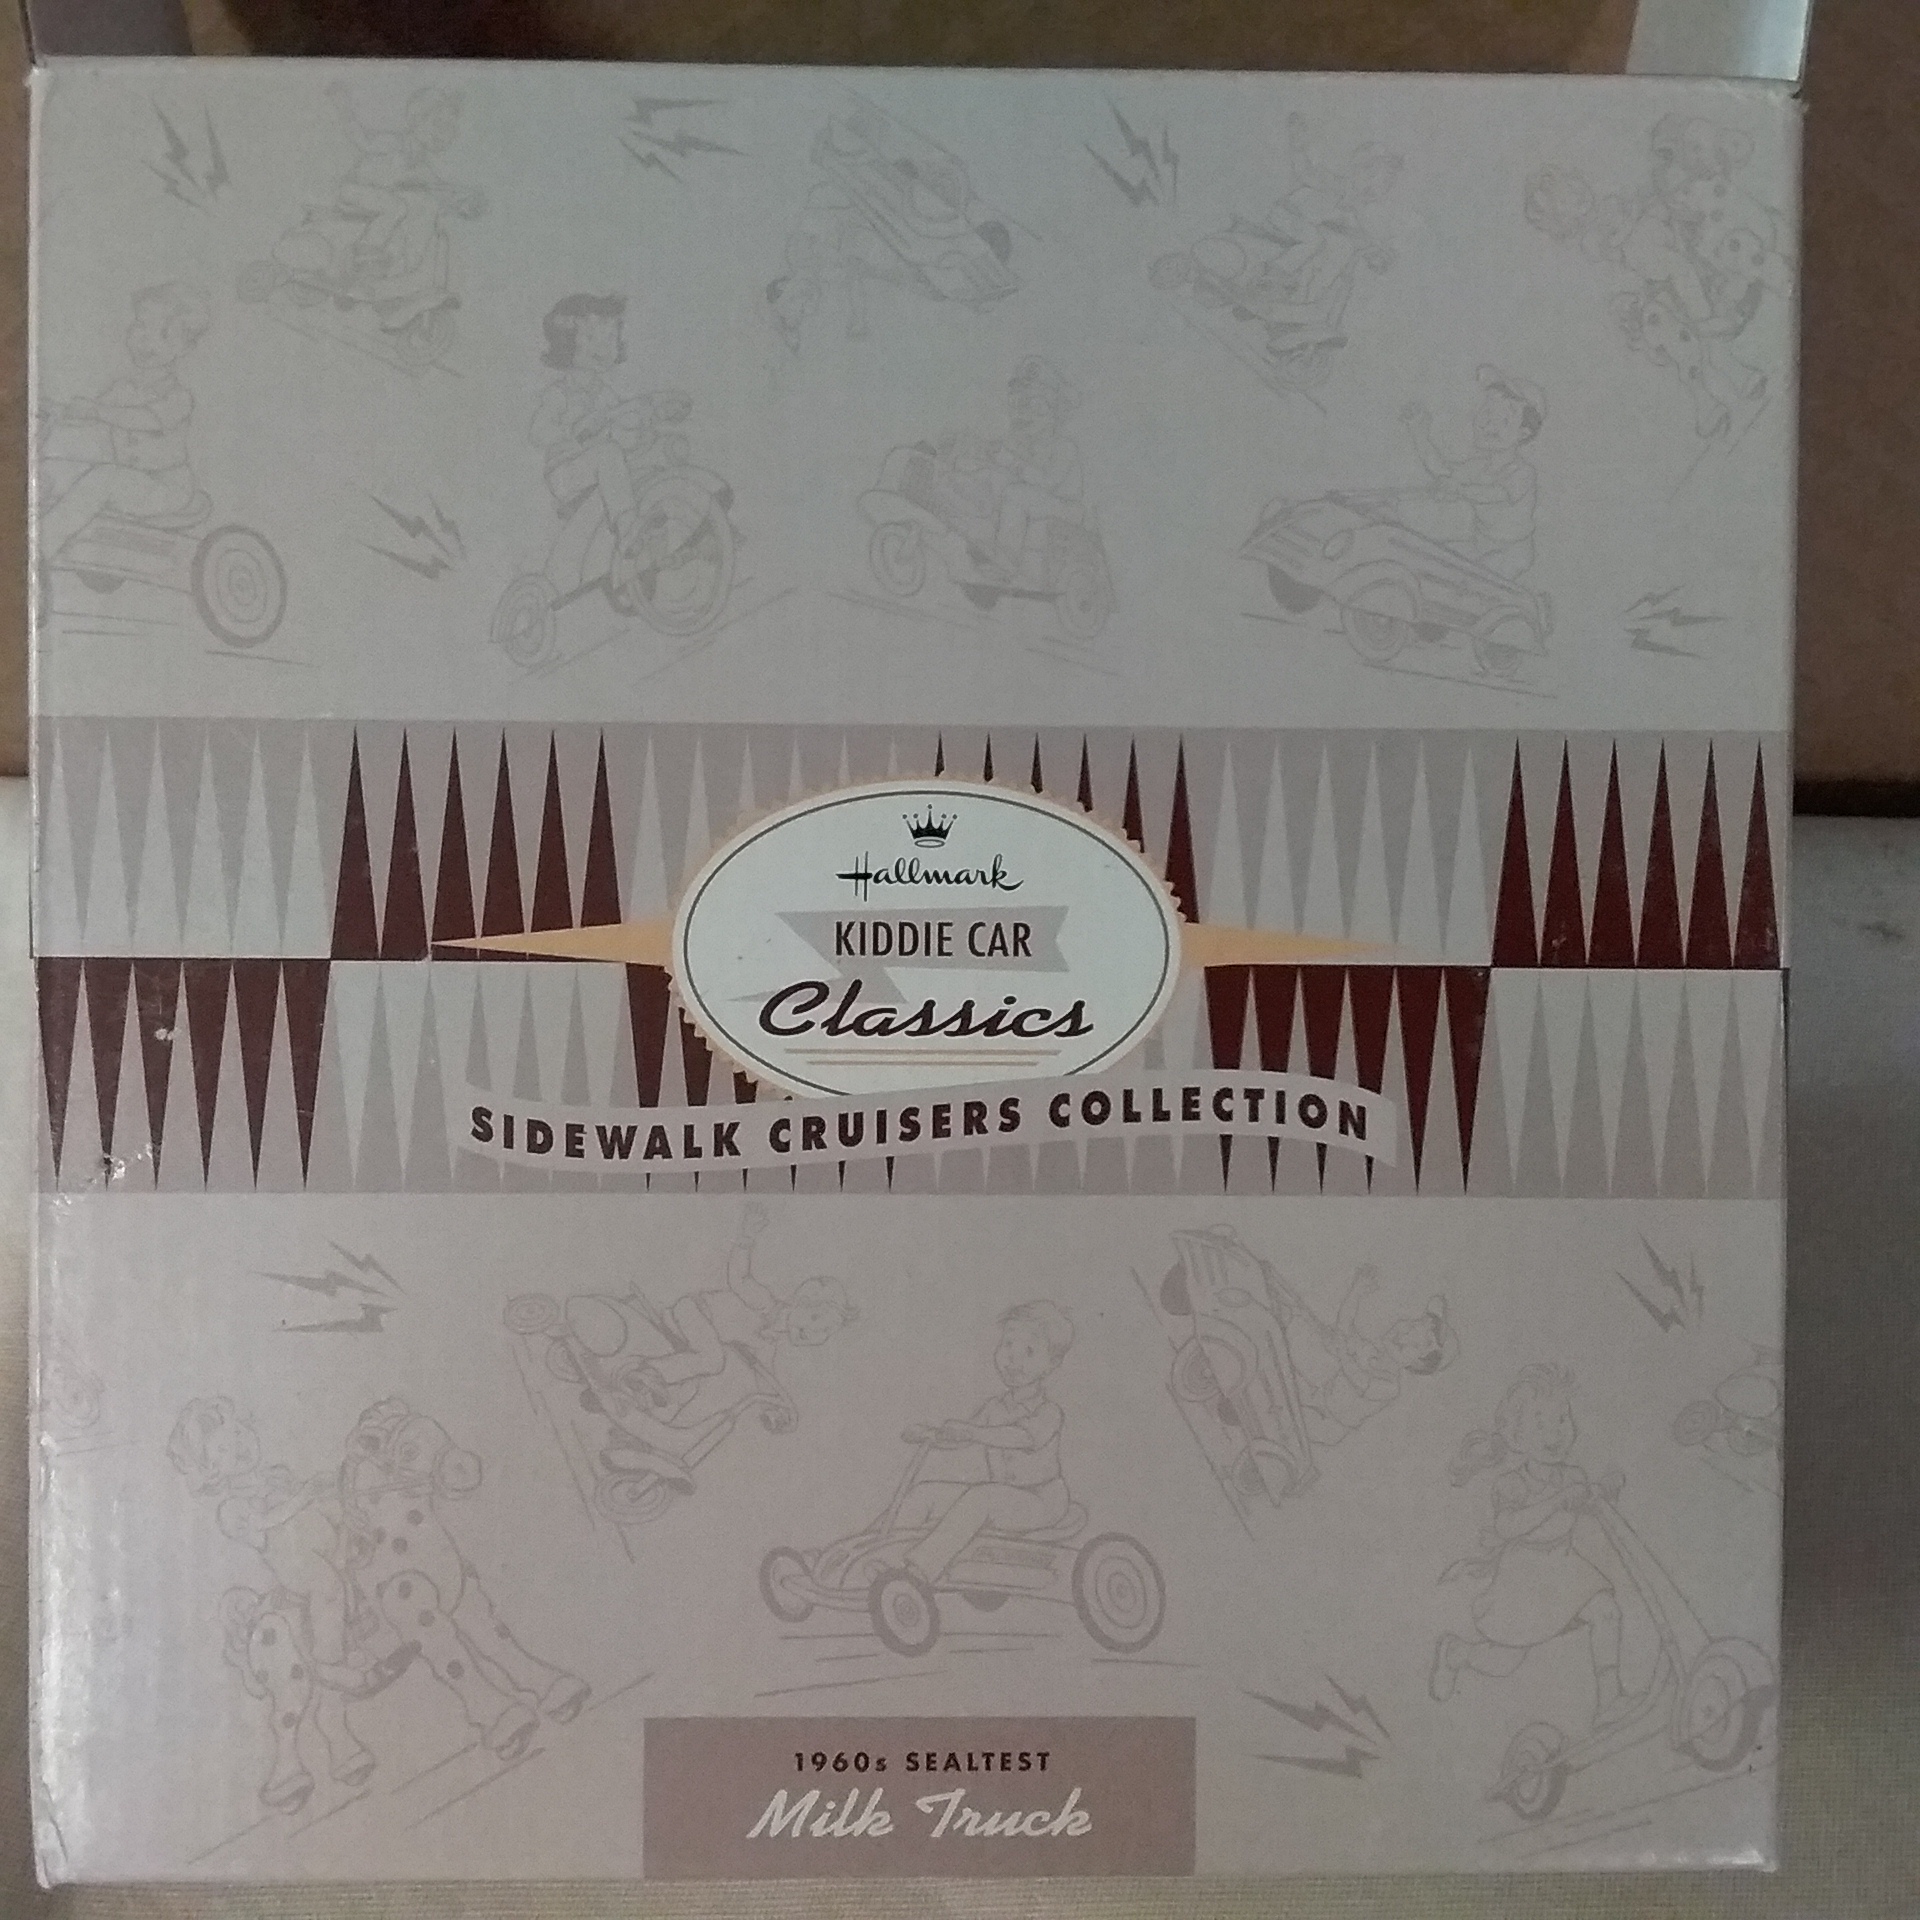 Hallmark
KIDDIE CAR
Classics
SIDEWALK CRUISERS COLLECTION
1960s SEALTEST
Milk Truck